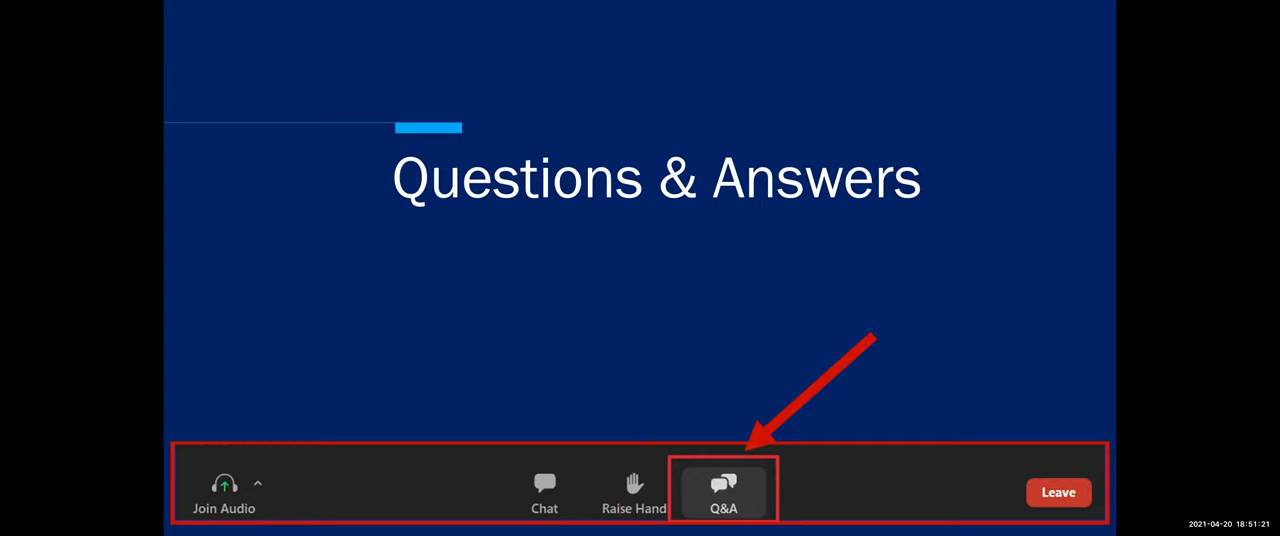 Questions & Answers
Join Audio
Chat
Raise Hand
Q&A
Leave
2021-04-20 18:51:21